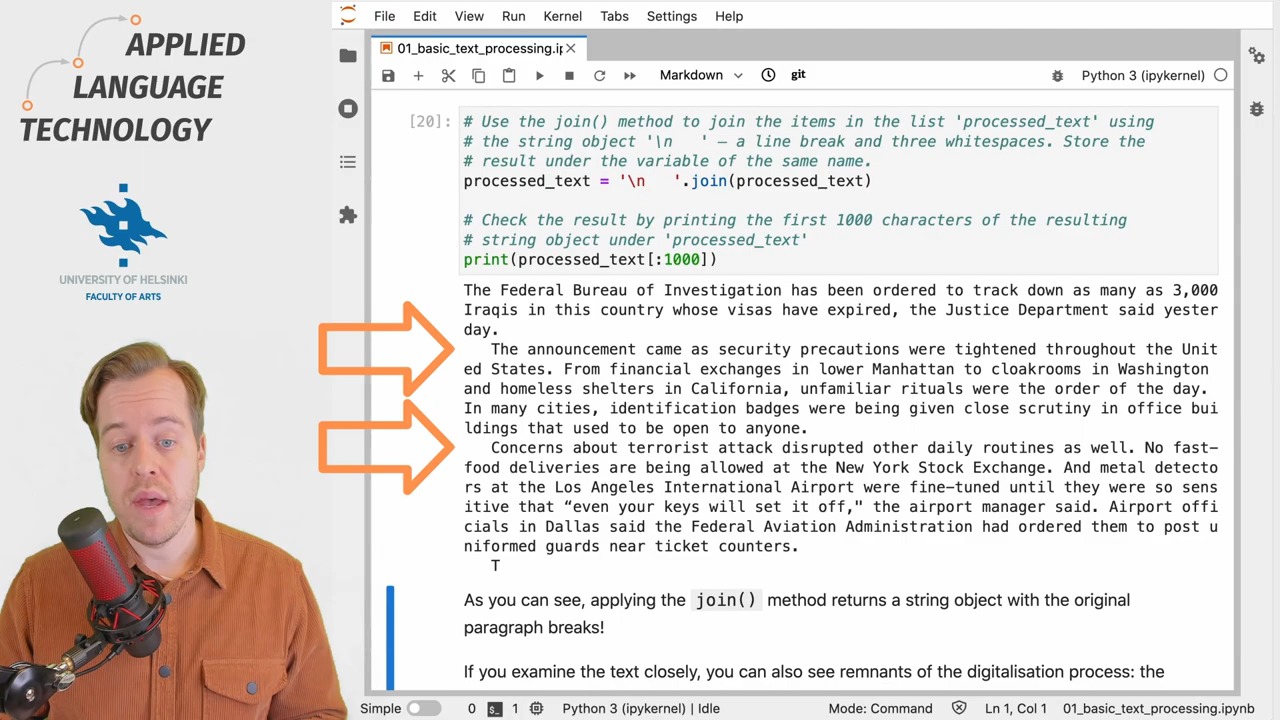 APPLIED
LANGUAGE
TECHNOLOGY
UNIVERSITY OF HELSINKI
FACULTY OF ARTS
File Edit View Run Kernel Tabs Settings Help
01_basic_text_processing.ip
Markdown git Python 3 (ipykernel)
[20]: # Use the join() method to join the items in the list 'processed_text' using
# the string object '\n   ' – a line break and three whitespaces. Store the
# result under the variable of the same name.
processed_text = '\n   '.join(processed_text)
# Check the result by printing the first 1000 characters of the resulting
# string object under 'processed_text'
print(processed_text[:1000])
The Federal Bureau of Investigation has been ordered to track down as many as 3,000
Iraqis in this country whose visas have expired, the Justice Department said yester
day.
The announcement came as security precautions were tightened throughout the Unit
ed States. From financial exchanges in lower Manhattan to cloakrooms in Washington
and homeless shelters in California, unfamiliar rituals were the order of the day.
In many cities, identification badges were being given close scrutiny in office bui
ldings that used to be open to anyone.
Concerns about terrorist attack disrupted other daily routines as well. No fast-
food deliveries are being allowed at the New York Stock Exchange. And metal detecto
rs at the Los Angeles International Airport were fine-tuned until they were so sens
itive that “even your keys will set it off," the airport manager said. Airport offi
cials in Dallas said the Federal Aviation Administration had ordered them to post u
niformed guards near ticket counters.
T
As you can see, applying the join() method returns a string object with the original
paragraph breaks!
If you examine the text closely, you can also see remnants of the digitalisation process: the
Simple 0 $_ 1 Python 3 (ipykernel) | Idle Mode: Command Ln 1, Col 1 01_basic_text_processing.ipynb